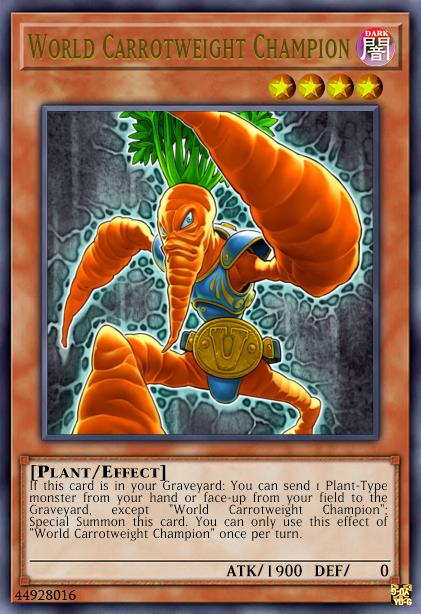 World Carrotweight Champion
DARK
闇
[Plant/Effect]
If this card is in your Graveyard: You can send 1 Plant-Type
monster from your hand or face-up from your field to the
Graveyard, except "World Carrotweight Champion";
Special Summon this card. You can only use this effect of
"World Carrotweight Champion" once per turn.
ATK/1900 DEF/ 0
44928016